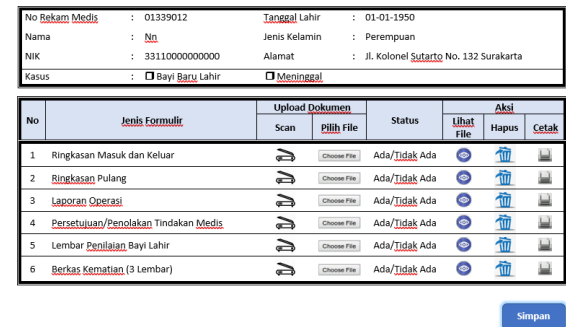 No Rekam Medis : 01339012 Tanggal Lahir : 01-01-1950
Nama : Nn Jenis Kelamin : Perempuan
NIK : 33110000000000 Alamat : Jl. Kolonel Sutarto No. 132 Surakarta
Kasus : Bayi Baru Lahir Meninggal
No Jenis Formulir Upload Dokumen Status Aksi
Scan Pilih File Lihat File Hapus Cetak
1 Ringkasan Masuk dan Keluar Choose File Ada/Tidak Ada
2 Ringkasan Pulang Choose File Ada/Tidak Ada
3 Laporan Operasi Choose File Ada/Tidak Ada
4 Persetujuan/Penolakan Tindakan Medis Choose File Ada/Tidak Ada
5 Lembar Penilaian Bayi Lahir Choose File Ada/Tidak Ada
6 Berkas Kematian (3 Lembar) Choose File Ada/Tidak Ada
Simpan